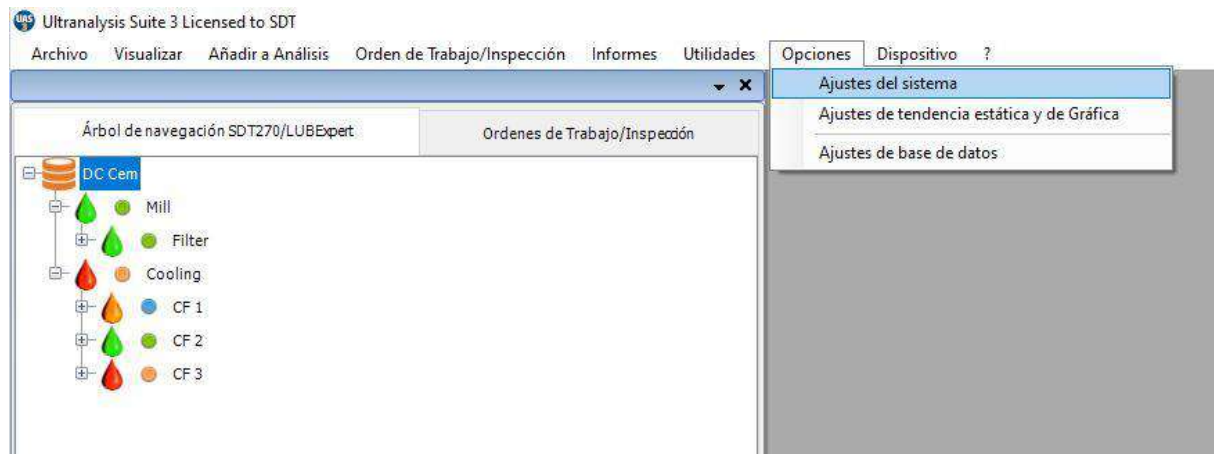 UAS 3 Ultranalysis Suite 3 Licensed to SDT
Archivo Visualizar Añadir a Análisis Orden de Trabajo/Inspección Informes Utilidades Opciones Dispositivo ?
Ajustes del sistema
Ajustes de tendencia estática y de Gráfica
Ajustes de base de datos
Árbol de navegación SDT270/LUBExpert Ordenes de Trabajo/Inspección
DC Cem
Mill
Filter
Cooling
CF 1
CF 2
CF 3